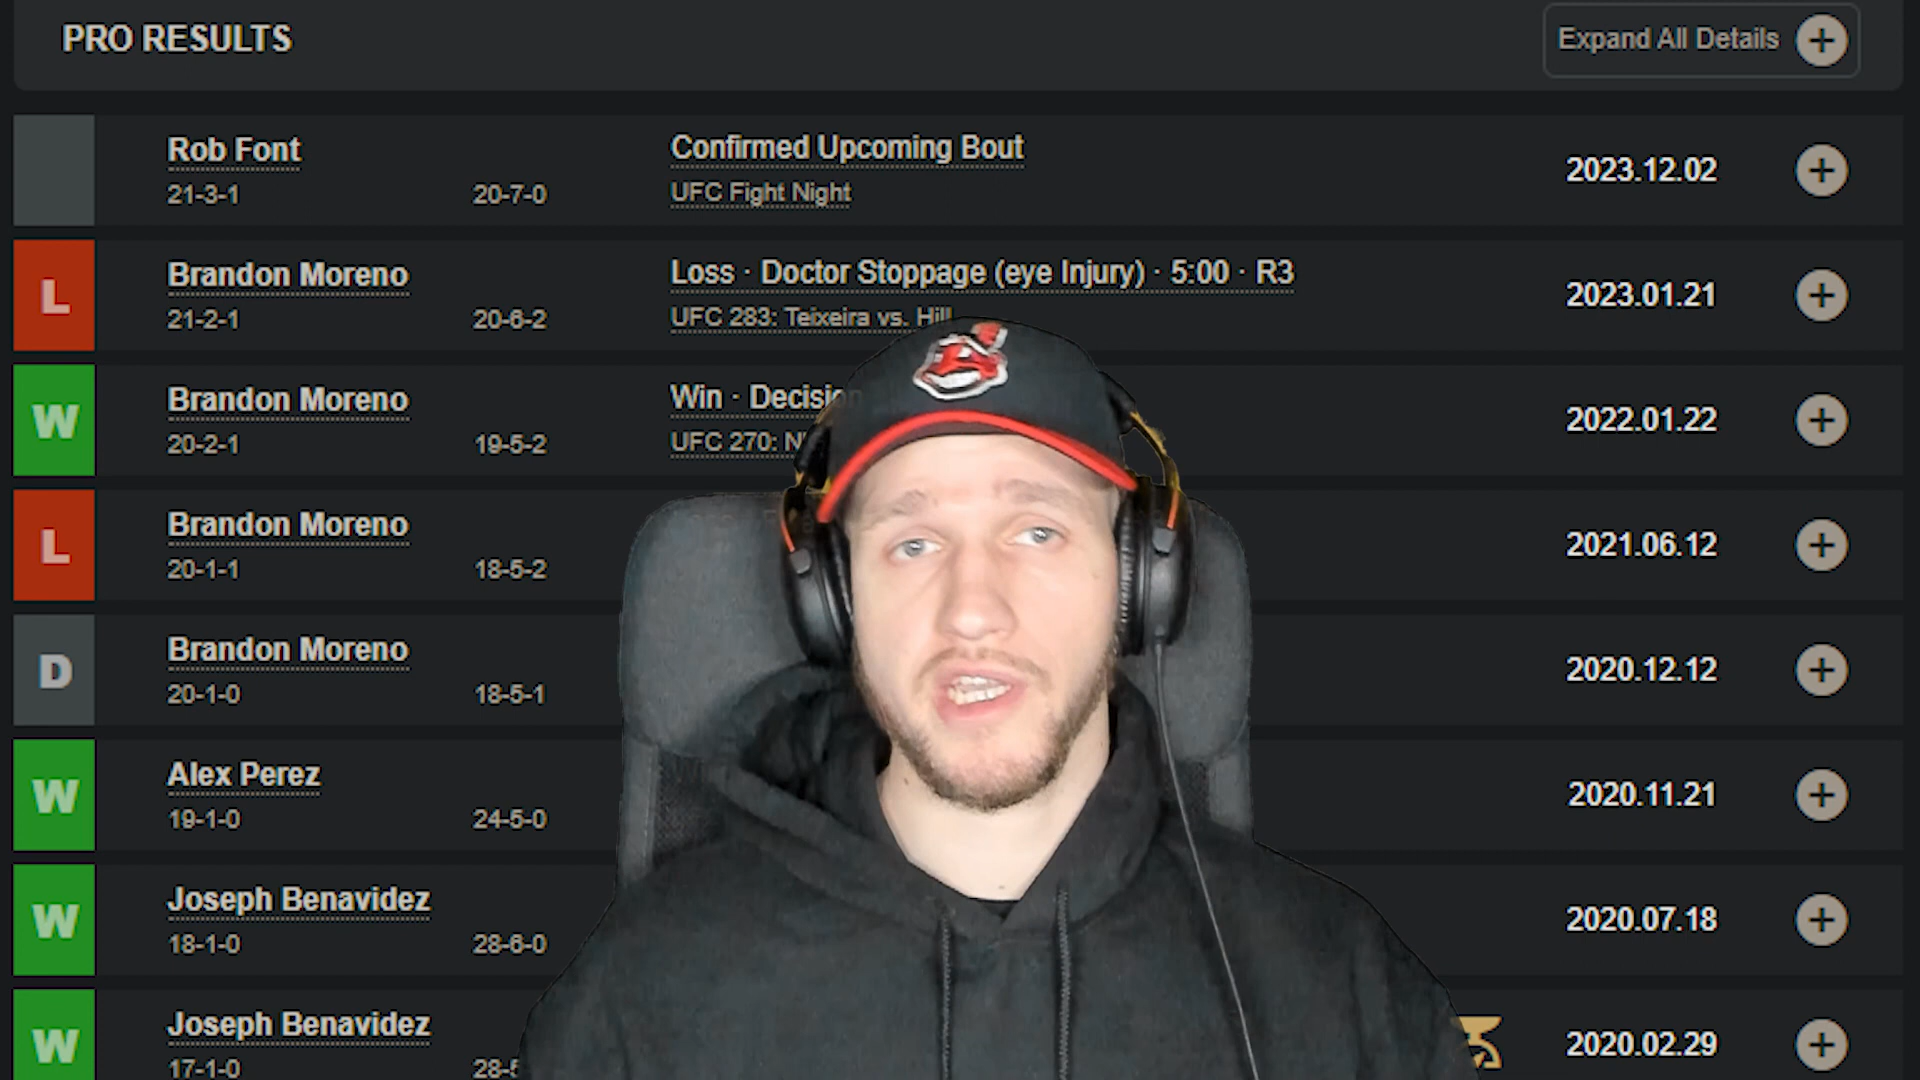 PRO RESULTS
Expand All Details
Rob Font
21-3-1
20-7-0
Confirmed Upcoming Bout
UFC Fight Night
2023.12.02
L
Brandon Moreno
21-2-1
20-6-2
Loss · Doctor Stoppage (eye Injury) · 5:00 · R3
UFC 283: Teixeira vs. Hill
2023.01.21
W
Brandon Moreno
20-2-1
19-5-2
Win · Decision
UFC 270:
2022.01.22
L
Brandon Moreno
20-1-1
18-5-2
2021.06.12
D
Brandon Moreno
20-1-0
18-5-1
2020.12.12
W
Alex Perez
19-1-0
24-5-0
2020.11.21
W
Joseph Benavidez
18-1-0
28-6-0
2020.07.18
W
Joseph Benavidez
17-1-0
28-5
2020.02.29